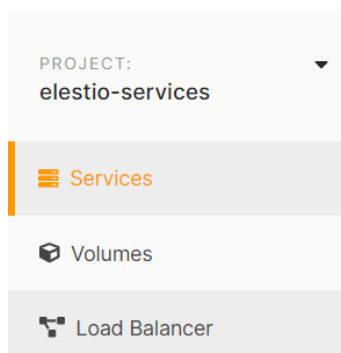 PROJECT:
elestio-services
Services
Volumes
Load Balancer